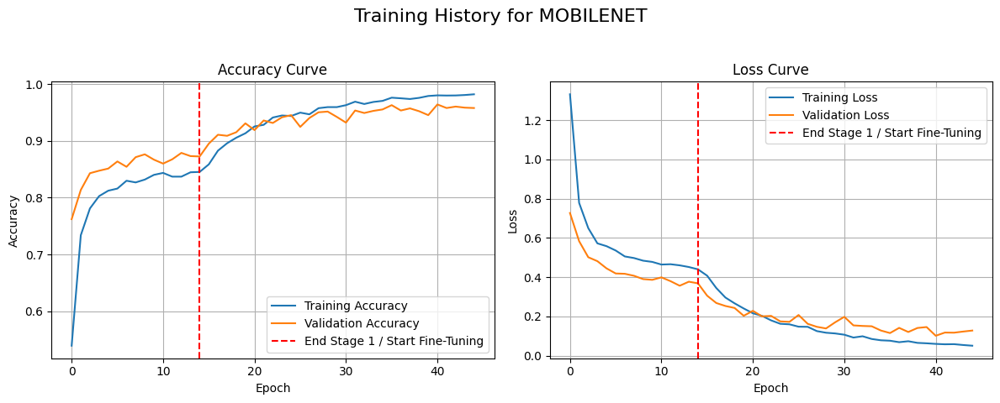 Training History for MOBILENET
Accuracy Curve
1.0
0.9
0.8
0.7
0.6
Accuracy
0
10
20
30
40
Epoch
Training Accuracy
Validation Accuracy
End Stage 1 / Start Fine-Tuning
Loss Curve
1.2
1.0
0.8
0.6
0.4
0.2
0.0
Loss
0
10
20
30
40
Epoch
Training Loss
Validation Loss
End Stage 1 / Start Fine-Tuning